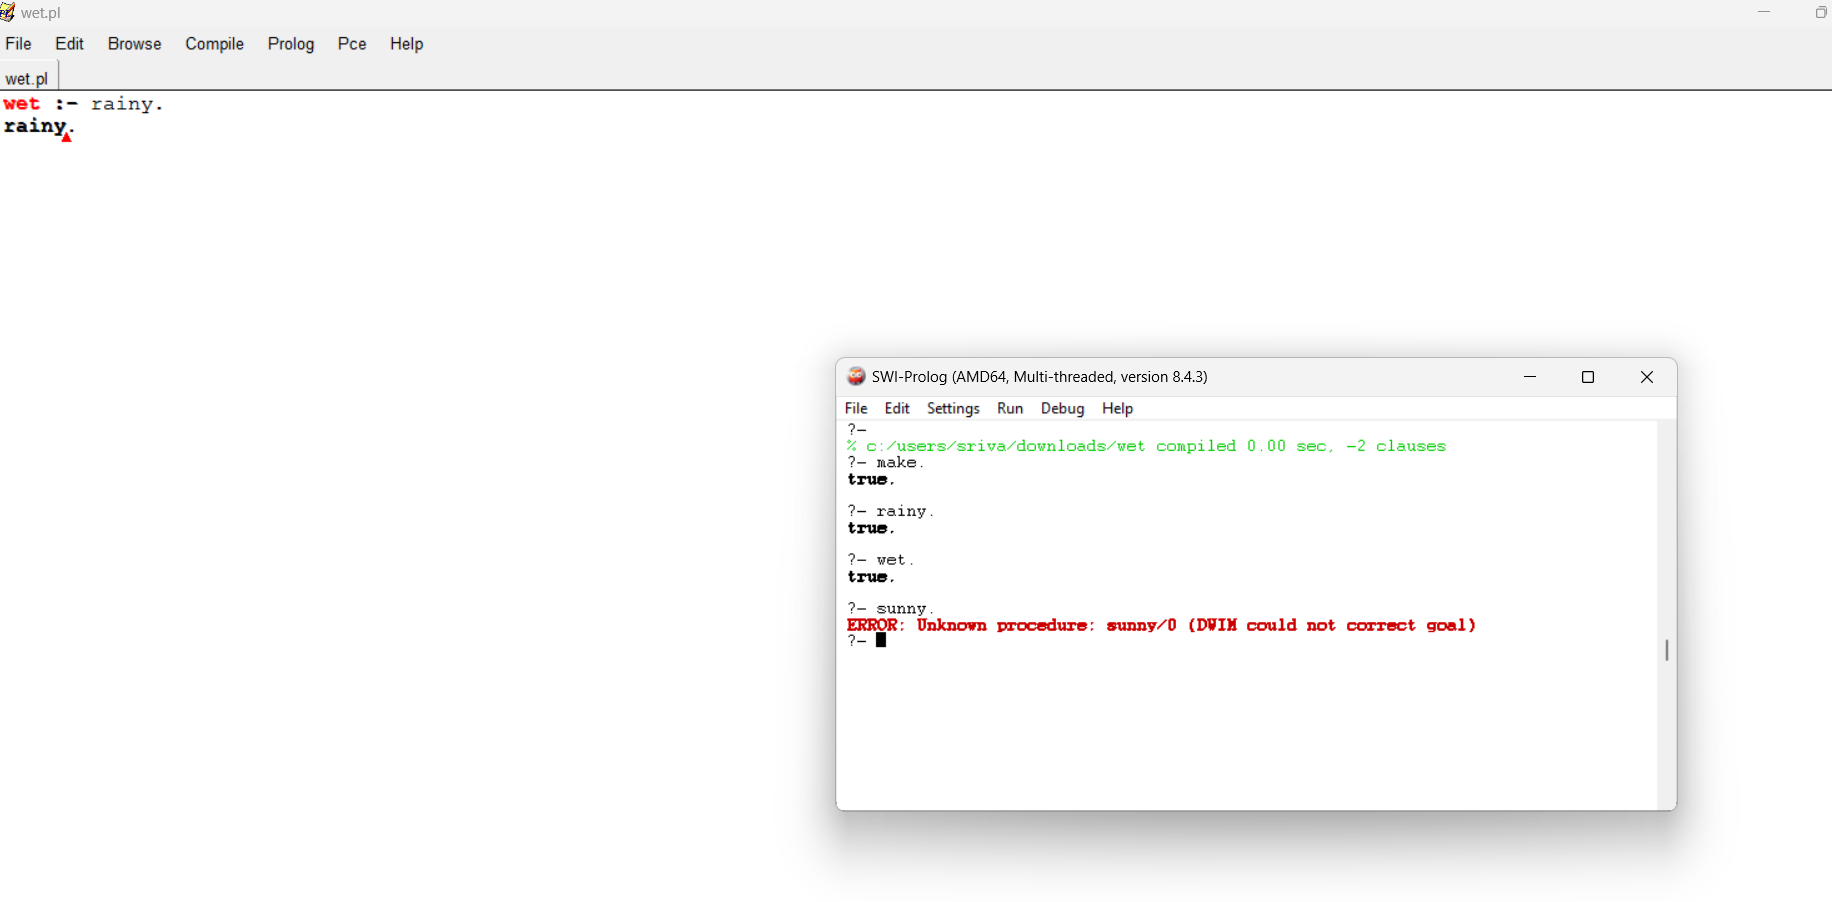 wet.pl
File Edit Browse Compile Prolog Pce Help
wet.pl
wet :- rainy.
rainy.
SWI-Prolog (AMD64, Multi-threaded, version 8.4.3)
File Edit Settings Run Debug Help
?-
% c:/users/sriva/downloads/wet compiled 0.00 sec, -2 clauses
?- make.
true.
?- rainy.
true.
?- wet.
true.
?- sunny.
ERROR: Unknown procedure: sunny/0 (DWIM could not correct goal)
?-